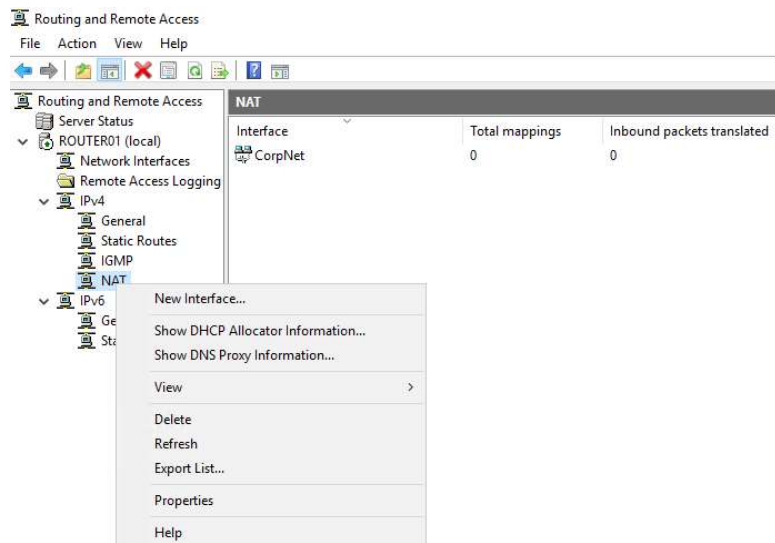 Routing and Remote Access
File Action View Help
Routing and Remote Access
Server Status
ROUTER01 (local)
Network Interfaces
Remote Access Logging
IPv4
General
Static Routes
IGMP
NAT
IPv6
Ge
Sta
NAT
Interface Total mappings Inbound packets translated
CorpNet 0 0
New Interface...
Show DHCP Allocator Information...
Show DNS Proxy Information...
View
Delete
Refresh
Export List...
Properties
Help